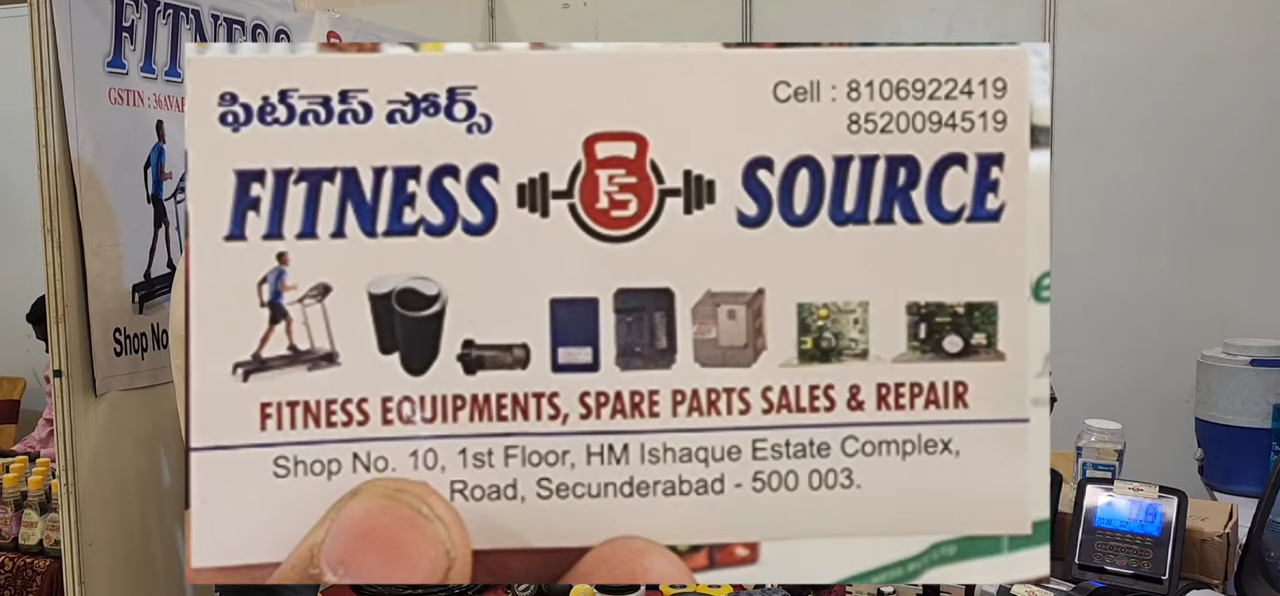 FITNESS
GSTIN : 36AVAF
Shop No
ఫిట్‌నెస్ సోర్స్
Cell : 8106922419
8520094519
FITNESS FS SOURCE
FITNESS EQUIPMENTS, SPARE PARTS SALES & REPAIR
Shop No. 10, 1st Floor, HM Ishaque Estate Complex,
Road, Secunderabad - 500 003.